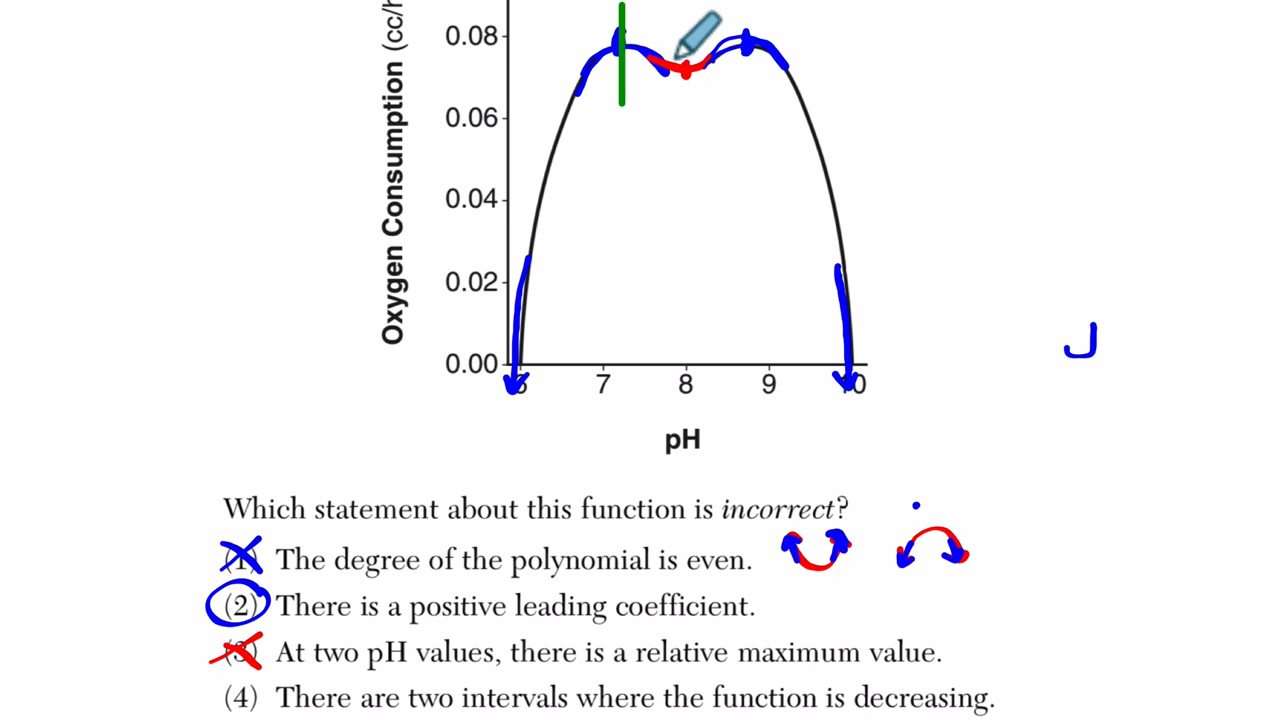 Oxygen Consumption (cc/h
0.08
0.06
0.04
0.02
0.00
6 7 8 9 10
pH
Which statement about this function is incorrect?
(1) The degree of the polynomial is even.
(2) There is a positive leading coefficient.
(3) At two pH values, there is a relative maximum value.
(4) There are two intervals where the function is decreasing.